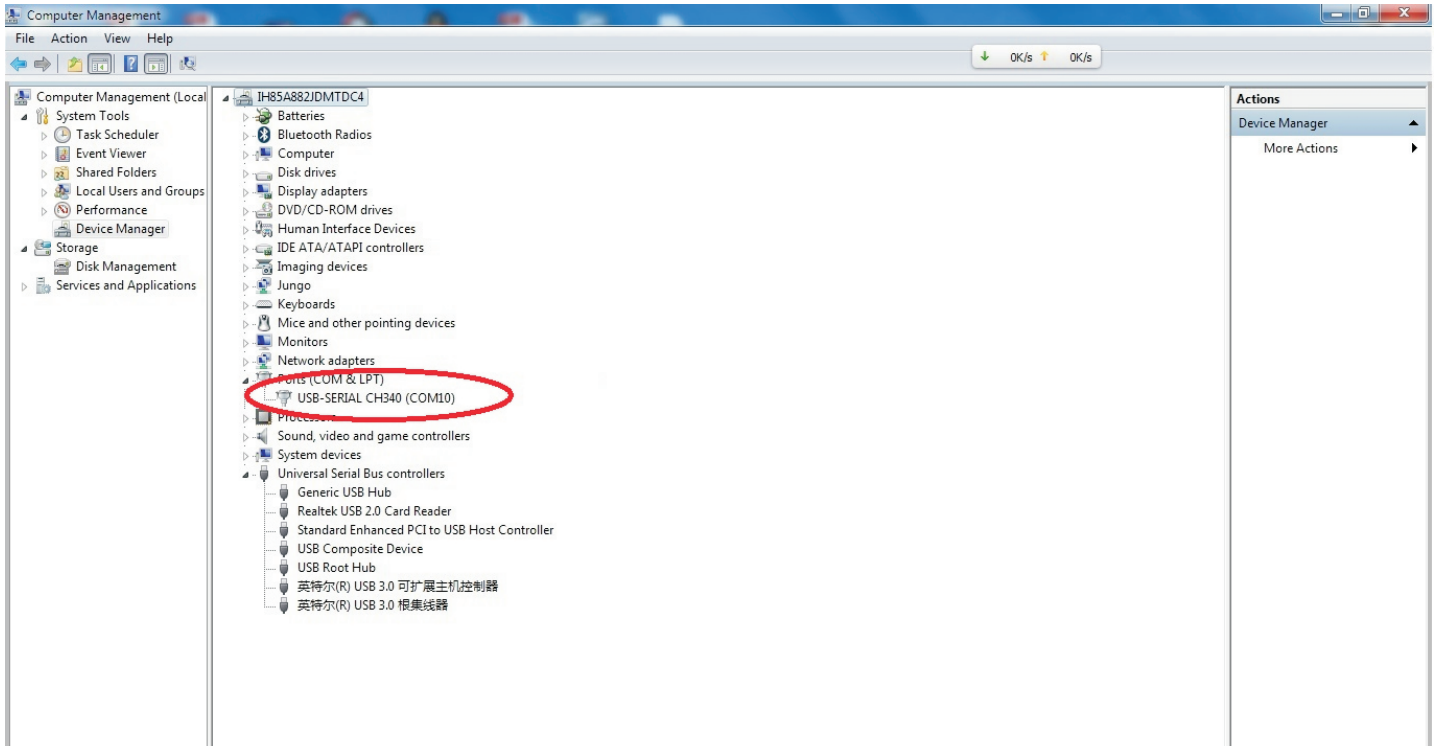 Computer Management
File Action View Help
0K/s 0K/s
Computer Management (Local
System Tools
Task Scheduler
Event Viewer
Shared Folders
Local Users and Groups
Performance
Device Manager
Storage
Disk Management
Services and Applications
IH85A882JDMTDC4
Batteries
Bluetooth Radios
Computer
Disk drives
Display adapters
DVD/CD-ROM drives
Human Interface Devices
IDE ATA/ATAPI controllers
Imaging devices
Jungo
Keyboards
Mice and other pointing devices
Monitors
Network adapters
Ports (COM & LPT)
USB-SERIAL CH340 (COM10)
Processors
Sound, video and game controllers
System devices
Universal Serial Bus controllers
Generic USB Hub
Realtek USB 2.0 Card Reader
Standard Enhanced PCI to USB Host Controller
USB Composite Device
USB Root Hub
英特尔(R) USB 3.0 可扩展主机控制器
英特尔(R) USB 3.0 根集线器
Actions
Device Manager
More Actions